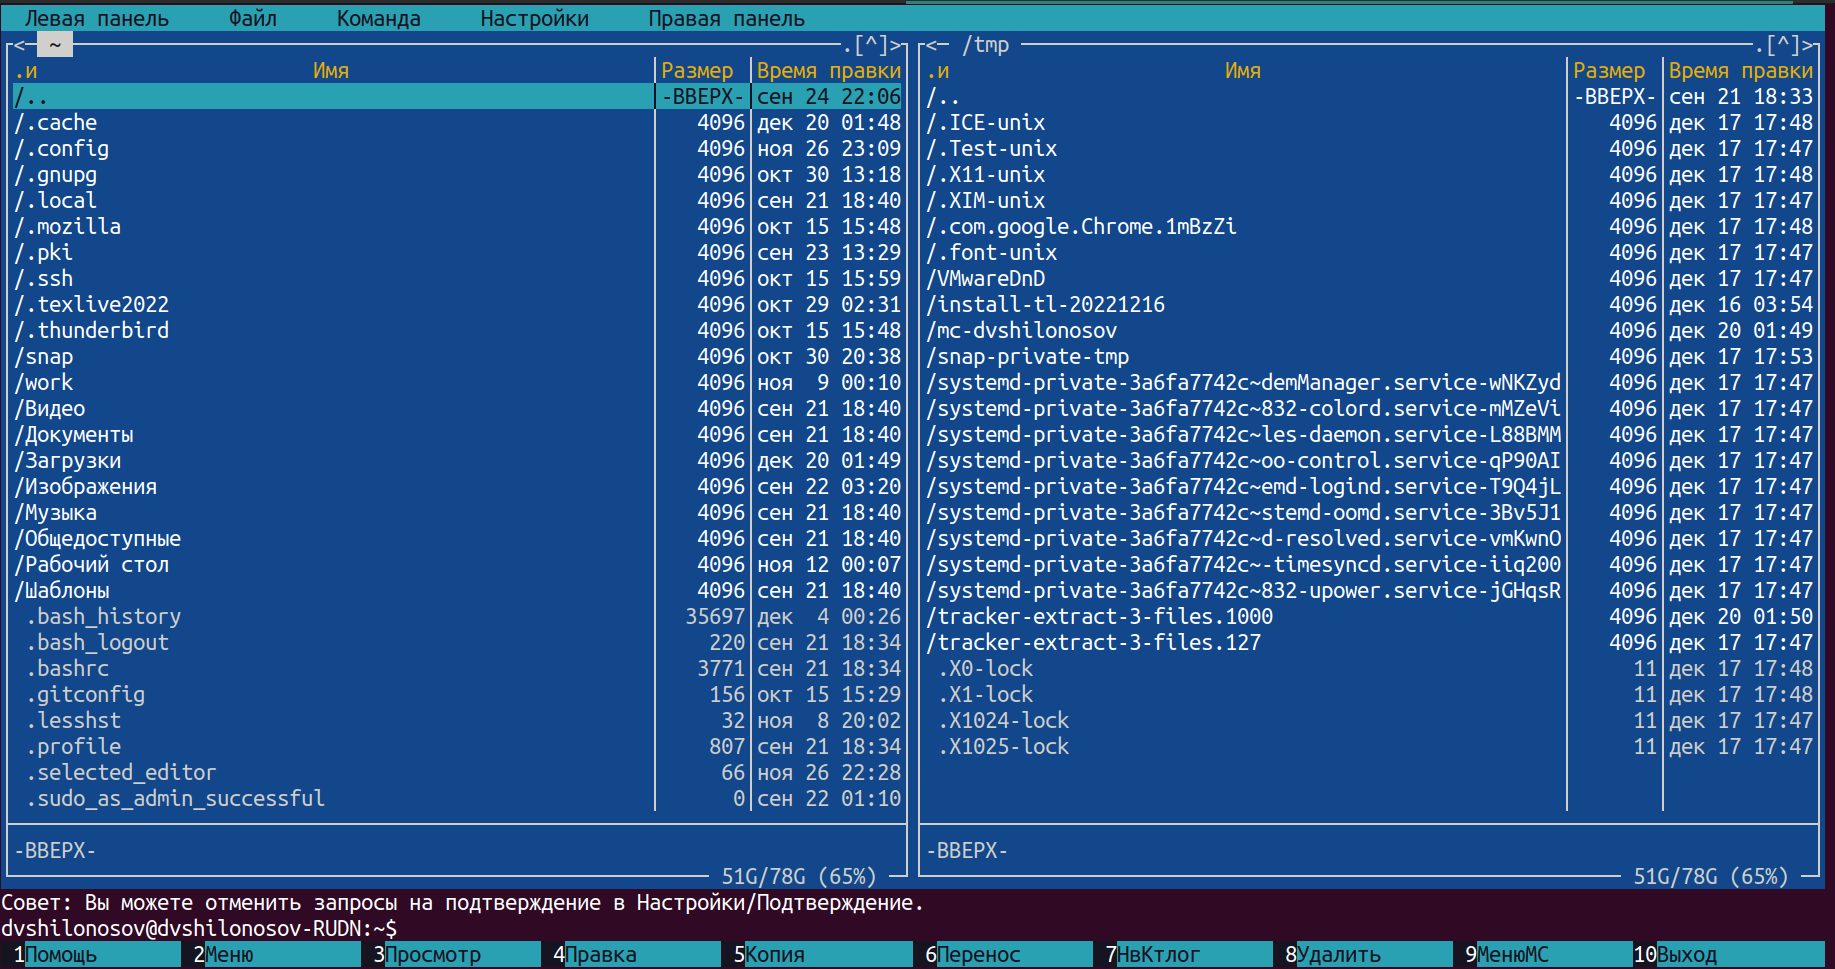 Левая панель Файл Команда Настройки Правая панель
<- ~ .[^]>
.и Имя Размер Время правки
/.. -ВВЕРХ- сен 24 22:06
/.cache 4096 дек 20 01:48
/.config 4096 ноя 26 23:09
/.gnupg 4096 окт 30 13:18
/.local 4096 сен 21 18:40
/.mozilla 4096 окт 15 15:48
/.pki 4096 сен 23 13:29
/.ssh 4096 окт 15 15:59
/.texlive2022 4096 окт 29 02:31
/.thunderbird 4096 окт 15 15:48
/snap 4096 окт 30 20:38
/work 4096 ноя 9 00:10
/Видео 4096 сен 21 18:40
/Документы 4096 сен 21 18:40
/Загрузки 4096 дек 20 01:49
/Изображения 4096 сен 22 03:20
/Музыка 4096 сен 21 18:40
/Общедоступные 4096 сен 21 18:40
/Рабочий стол 4096 ноя 12 00:07
/Шаблоны 4096 сен 21 18:40
.bash_history 35697 дек 4 00:26
.bash_logout 220 сен 21 18:34
.bashrc 3771 сен 21 18:34
.gitconfig 156 окт 15 15:29
.lesshst 32 ноя 8 20:02
.profile 807 сен 21 18:34
.selected_editor 66 ноя 26 22:28
.sudo_as_admin_successful 0 сен 22 01:10
-ВВЕРХ-
51G/78G (65%)
<- /tmp .[^]>
.и Имя Размер Время правки
/.. -ВВЕРХ- сен 21 18:33
/.ICE-unix 4096 дек 17 17:48
/.Test-unix 4096 дек 17 17:47
/.X11-unix 4096 дек 17 17:48
/.XIM-unix 4096 дек 17 17:47
/.com.google.Chrome.1mBzZi 4096 дек 17 17:48
/.font-unix 4096 дек 17 17:47
/VMwareDnD 4096 дек 17 17:47
/install-tl-20221216 4096 дек 16 03:54
/mc-dvshilonosov 4096 дек 20 01:49
/snap-private-tmp 4096 дек 17 17:53
/systemd-private-3a6fa7742c~demManager.service-wNKZyd 4096 дек 17 17:47
/systemd-private-3a6fa7742c~832-colord.service-mMZeVi 4096 дек 17 17:47
/systemd-private-3a6fa7742c~les-daemon.service-L88BMM 4096 дек 17 17:47
/systemd-private-3a6fa7742c~oo-control.service-qP90AI 4096 дек 17 17:47
/systemd-private-3a6fa7742c~emd-logind.service-T9Q4jL 4096 дек 17 17:47
/systemd-private-3a6fa7742c~stemd-oomd.service-3Bv5J1 4096 дек 17 17:47
/systemd-private-3a6fa7742c~d-resolved.service-vmKwnO 4096 дек 17 17:47
/systemd-private-3a6fa7742c~-timesyncd.service-iiq200 4096 дек 17 17:47
/systemd-private-3a6fa7742c~832-upower.service-jGHqsR 4096 дек 17 17:47
/tracker-extract-3-files.1000 4096 дек 20 01:50
/tracker-extract-3-files.127 4096 дек 17 17:47
.X0-lock 11 дек 17 17:48
.X1-lock 11 дек 17 17:48
.X1024-lock 11 дек 17 17:47
.X1025-lock 11 дек 17 17:47
-ВВЕРХ-
51G/78G (65%)
Совет: Вы можете отменить запросы на подтверждение в Настройки/Подтверждение.
dvshilonosov@dvshilonosov-RUDN:~$
1Помощь 2Меню 3Просмотр 4Правка 5Копия 6Перенос 7НвКтлог 8Удалить 9МенюMC 10Выход